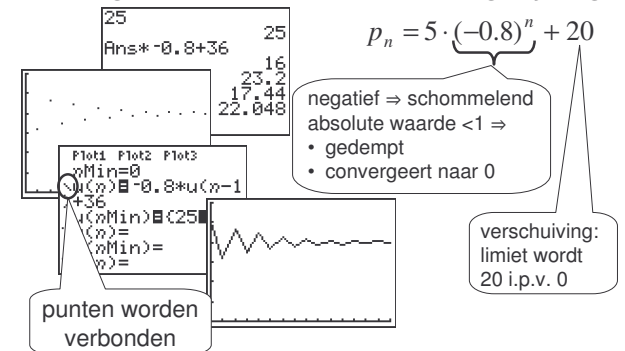 25
25
Ans*-0.8+36
16
23.2
17.44
22.048
pₙ = 5 · (−0.8)ⁿ + 20
negatief ⇒ schommelend
absolute waarde <1 ⇒
• gedempt
• convergeert naar 0
Plot1 Plot2 Plot3
nMin=0
u(n)=-0.8*u(n-1
+36
u(nMin)={25
(n)=
(nMin)=
(n)=
verschuiving:
limiet wordt
20 i.p.v. 0
punten worden
verbonden